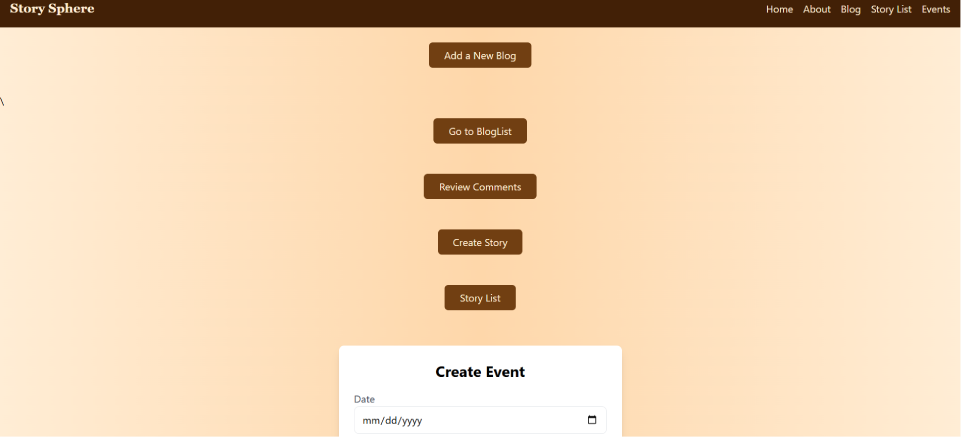 Story Sphere
Home About Blog Story List Events
Add a New Blog
\
Go to BlogList
Review Comments
Create Story
Story List
Create Event
Date
mm/dd/yyyy